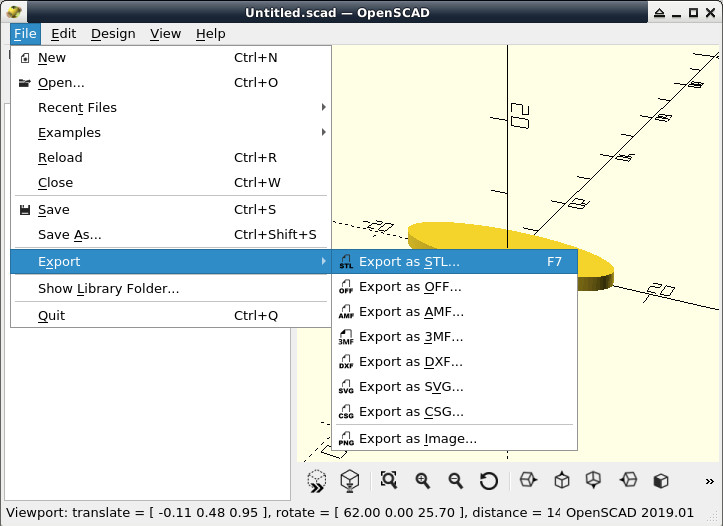 Untitled.scad — OpenSCAD
File Edit Design View Help
New Ctrl+N
Open... Ctrl+O
Recent Files
Examples
Reload Ctrl+R
Close Ctrl+W
Save Ctrl+S
Save As... Ctrl+Shift+S
Export
Show Library Folder...
Quit Ctrl+Q
STL Export as STL... F7
OFF Export as OFF...
AMF Export as AMF...
3MF Export as 3MF...
DXF Export as DXF...
SVG Export as SVG...
CSG Export as CSG...
PNG Export as Image...
20
20
Viewport: translate = [ -0.11 0.48 0.95 ], rotate = [ 62.00 0.00 25.70 ], distance = 14 OpenSCAD 2019.01